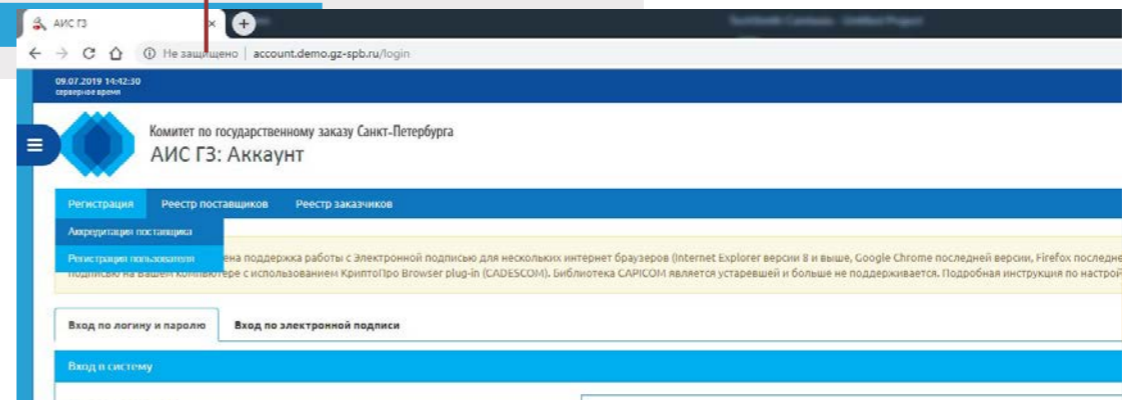 АИС ГЗ
Не защищено | account.demo.gz-spb.ru/login
09.07.2019 14:42:30
серверное время
Комитет по государственному заказу Санкт-Петербурга
АИС ГЗ: Аккаунт
Регистрация Реестр поставщиков Реестр заказчиков
Аккредитация поставщика
Регистрация пользователя
ена поддержка работы с Электронной подписью для нескольких интернет браузеров (Internet Explorer версии 8 и выше, Google Chrome последней версии, Firefox последне
подписью на Вашем компьютере с использованием КриптоПро Browser plug-in (CADESCOM). Библиотека CAPICOM является устаревшей и больше не поддерживается. Подробная инструкция по настрой
Вход по логину и паролю Вход по электронной подписи
Вход в систему